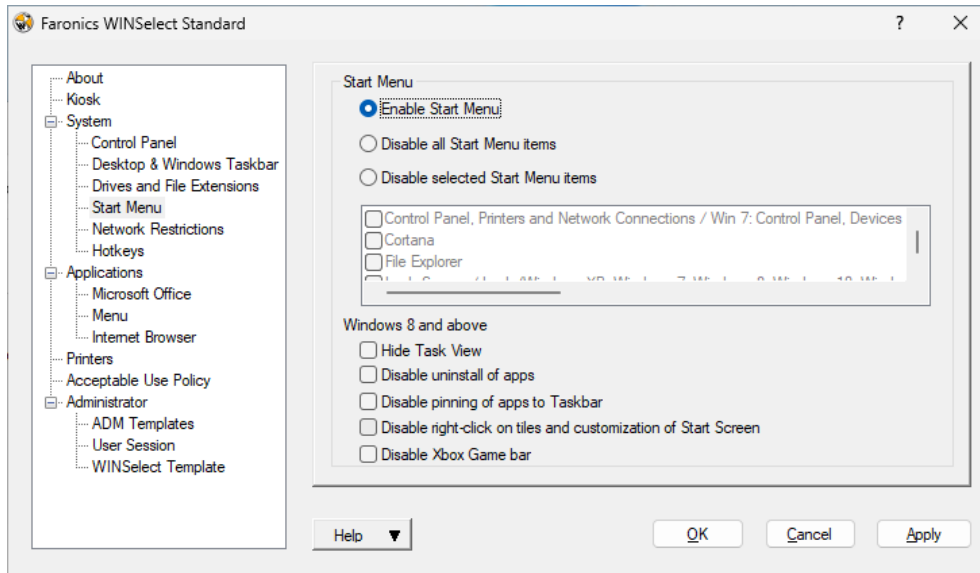 Faronics WINSelect Standard
About
Kiosk
System
Control Panel
Desktop & Windows Taskbar
Drives and File Extensions
Start Menu
Network Restrictions
Hotkeys
Applications
Microsoft Office
Menu
Internet Browser
Printers
Acceptable Use Policy
Administrator
ADM Templates
User Session
WINSelect Template
Start Menu
Enable Start Menu
Disable all Start Menu items
Disable selected Start Menu items
Control Panel, Printers and Network Connections / Win 7: Control Panel, Devices
Cortana
File Explorer
Windows 8 and above
Hide Task View
Disable uninstall of apps
Disable pinning of apps to Taskbar
Disable right-click on tiles and customization of Start Screen
Disable Xbox Game bar
Help
OK
Cancel
Apply